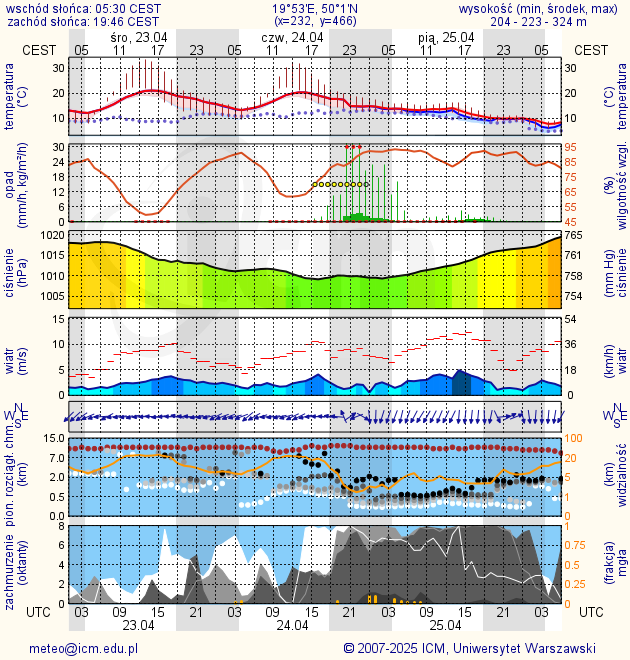 wschód słońca: 05:30 CEST
19°53'E, 50°1'N
wysokość (min, środek, max)
zachód słońca: 19:46 CEST
(x=232, y=466)
204 - 223 - 324 m
śro, 23.04
czw, 24.04
pią, 25.04
CEST 05 11 17 23 05 11 17 23 05 11 17 23 05 CEST
temperatura
(°C)
30
20
10
30
20
10
temperatura
(°C)
opad
(mm/h, kg/m²/h)
30
24
18
12
6
0
95
85
75
65
55
45
(%)
wilgotność wzgl.
ciśnienie
(hPa)
1020
1015
1010
1005
765
761
758
754
(mm Hg)
ciśnienie
wiatr
(m/s)
15
10
5
0
54
36
18
0
(km/h)
wiatr
N
W E
S
N
W E
S
pion. rozciągł. chm.
(km)
15.0
7.0
2.0
0.5
0.0
100
20
5
1
0
(km)
widzialność
zachmurzenie
(oktanty)
8
6
4
2
0
1
0.75
0.5
0.25
0
(frakcja)
mgła
UTC 03 09 15 21 03 09 15 21 03 09 15 21 03 UTC
23.04
24.04
25.04
meteo@icm.edu.pl
© 2007-2025 ICM, Uniwersytet Warszawski